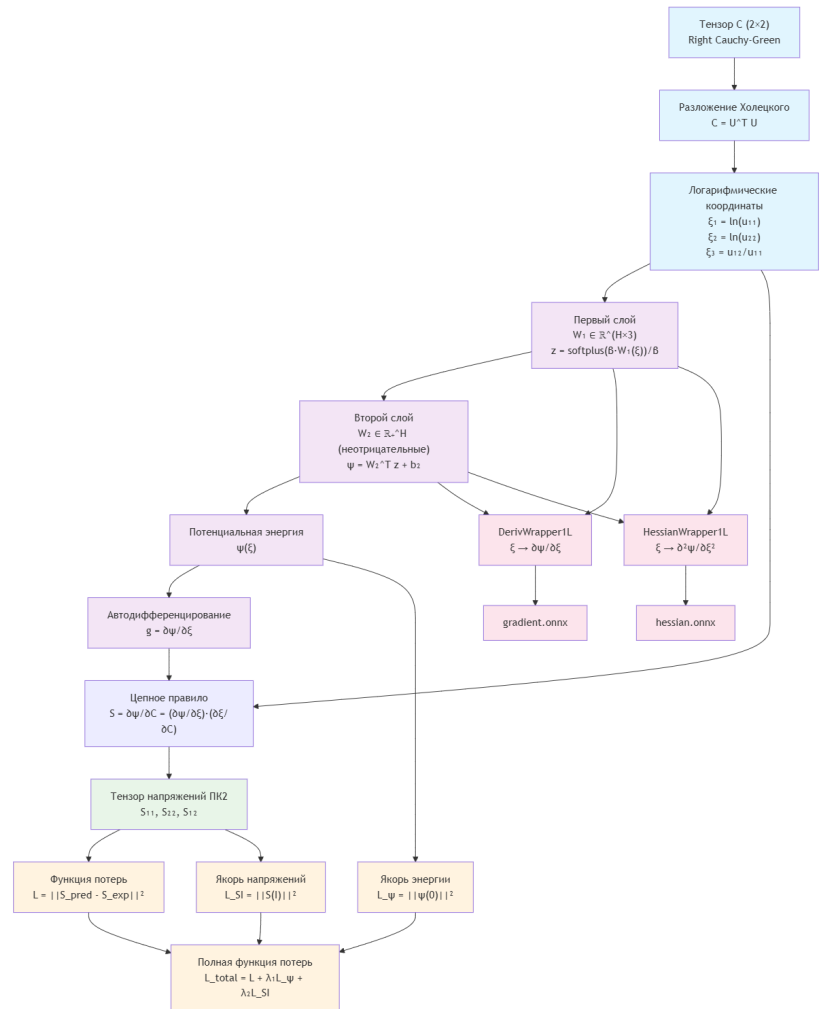 Тензор C (2×2)
Right Cauchy-Green
Разложение Холецкого
C = U^T U
Логарифмические
координаты
ξ₁ = ln(u₁₁)
ξ₂ = ln(u₂₂)
ξ₃ = u₁₂/u₁₁
Первый слой
W₁ ∈ ℝ^(H×3)
z = softplus(β·W₁(ξ))/β
Второй слой
W₂ ∈ ℝ₊^H
(неотрицательные)
ψ = W₂^T z + b₂
Потенциальная энергия
ψ(ξ)
DerivWrapper1L
ξ → ∂ψ/∂ξ
HessianWrapper1L
ξ → ∂²ψ/∂ξ²
Автодифференцирование
g = ∂ψ/∂ξ
gradient.onnx
hessian.onnx
Цепное правило
S = ∂ψ/∂C = (∂ψ/∂ξ)·(∂ξ/
∂C)
Тензор напряжений ПК2
S₁₁, S₂₂, S₁₂
Функция потерь
L = ||S_pred - S_exp||²
Якорь напряжений
L_SI = ||S(I)||²
Якорь энергии
L_ψ = ||ψ(0)||²
Полная функция потерь
L_total = L + λ₁L_ψ +
λ₂L_SI